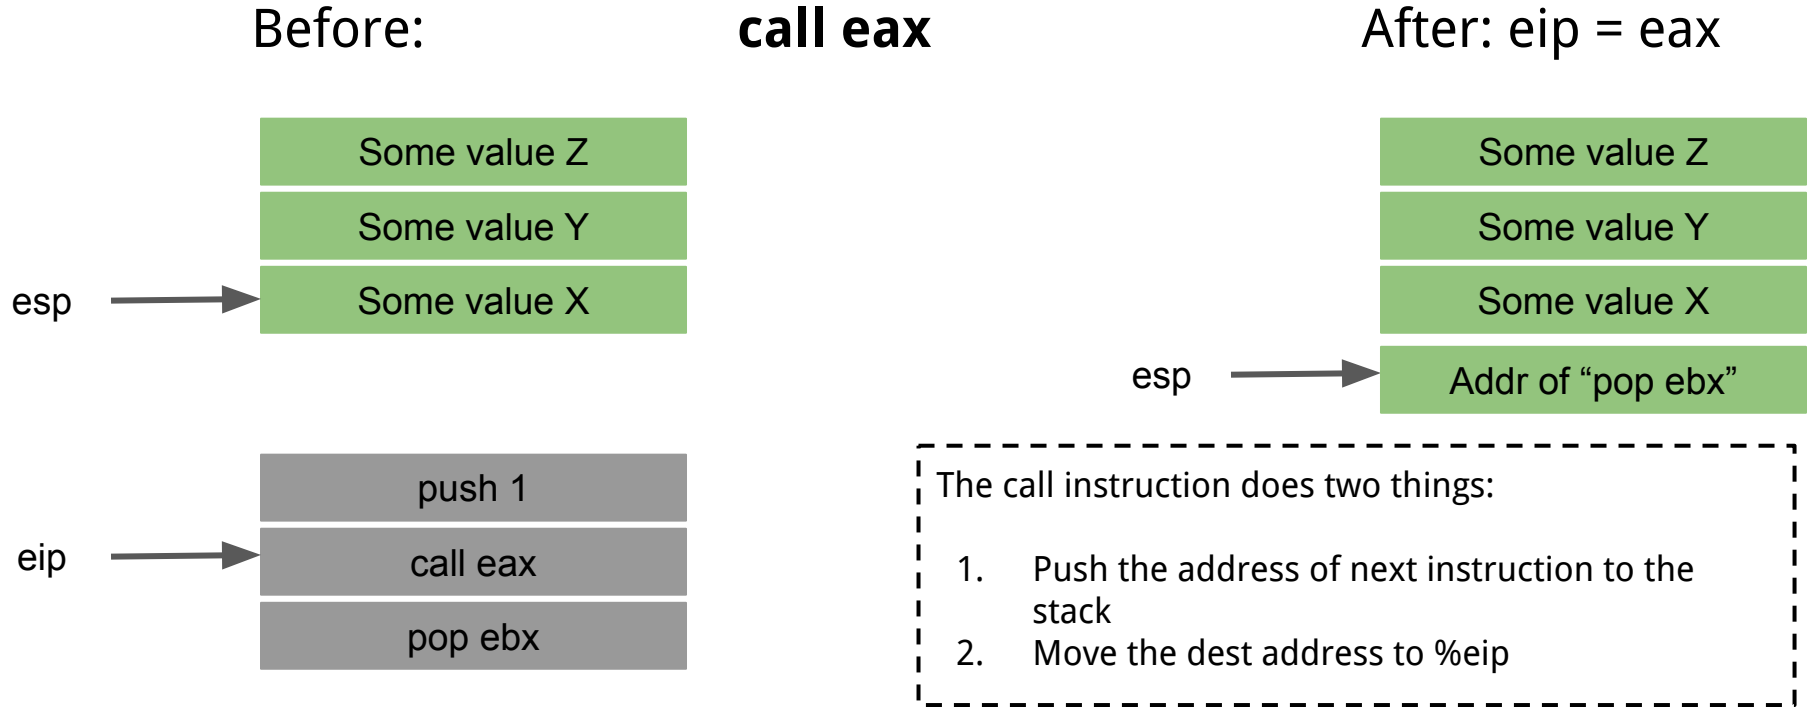 Before:
call eax
After: eip = eax
Some value Z
Some value Y
esp
Some value X
Some value Z
Some value Y
Some value X
esp
Addr of “pop ebx”
push 1
eip
call eax
pop ebx
The call instruction does two things:
1. Push the address of next instruction to the
stack
2. Move the dest address to %eip